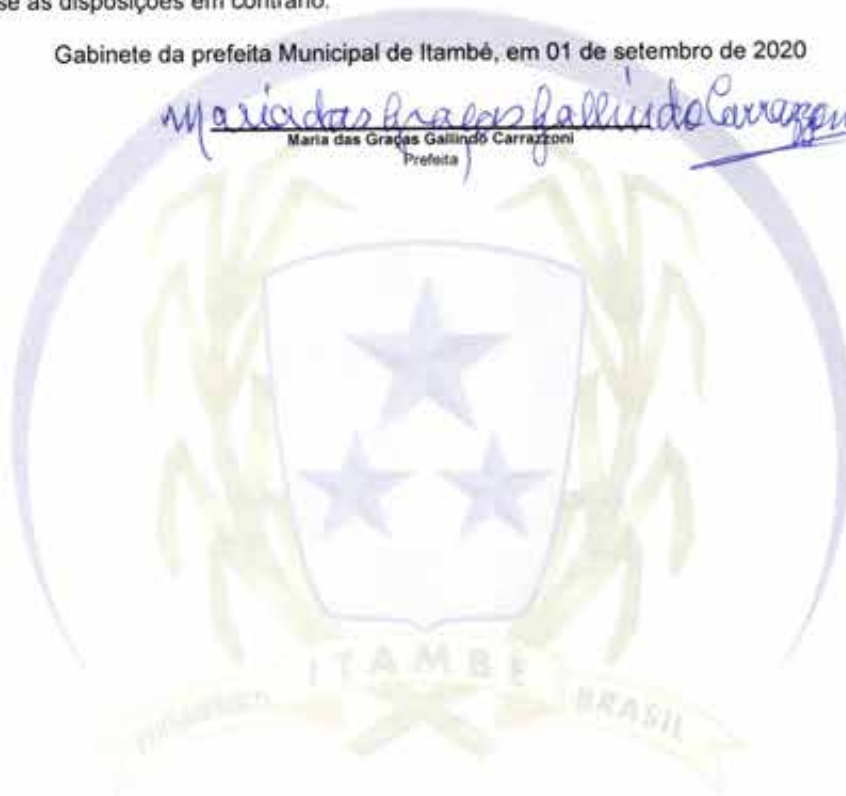 se as disposições em contrário.
Gabinete da prefeita Municipal de Itambé, em 01 de setembro de 2020
Maria das Graças Gallindo Carrazzoni
Maria das Graças Gallindo Carrazzoni
Prefeita
ITAMBÉ
BRASIL